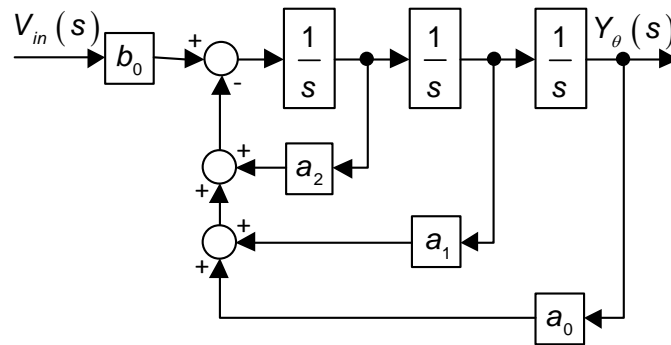 V_in(s)
Y_θ(s)
b_0
+
-
1/s
1/s
1/s
+
a_2
+
+
a_1
+
a_0